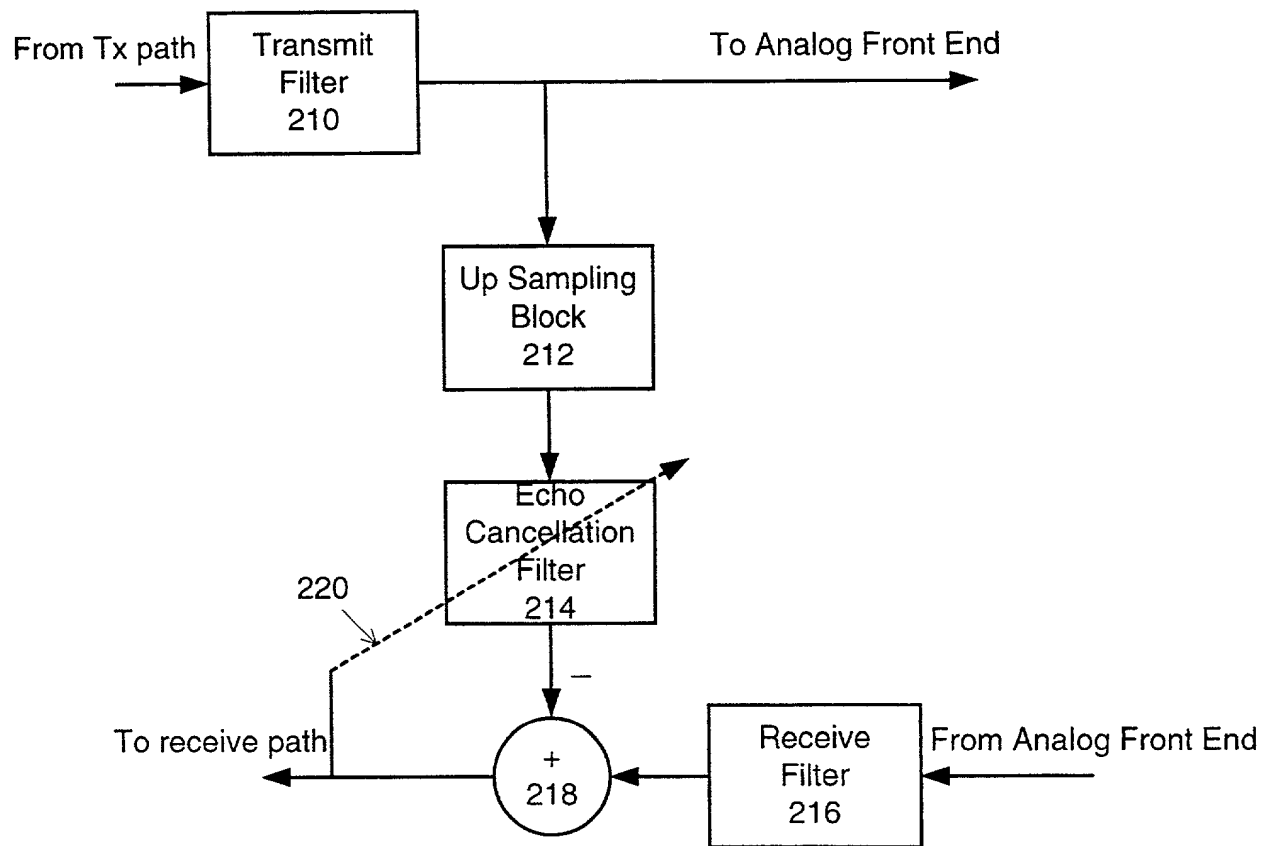 From Tx path
Transmit
Filter
210
To Analog Front End
Up Sampling
Block
212
Echo
Cancellation
Filter
214
220
–
To receive path
+
218
Receive
Filter
216
From Analog Front End